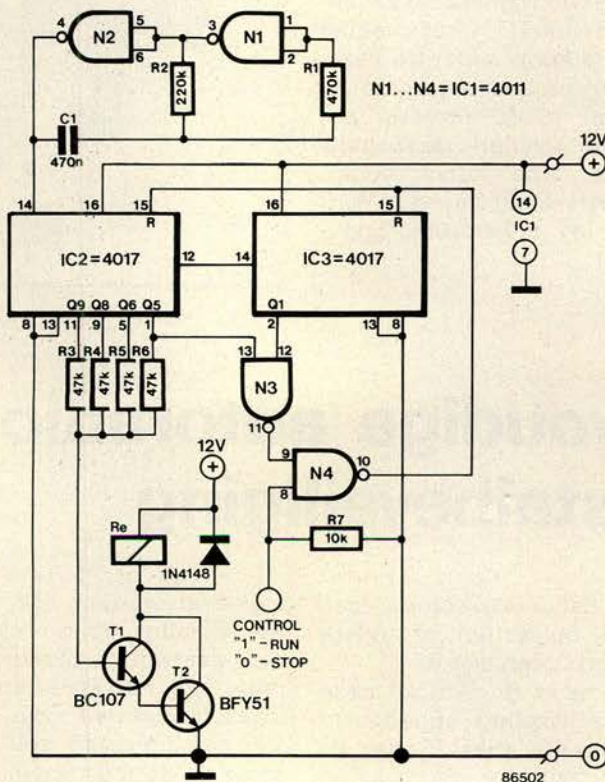 4 N2 5 6 3 N1 1 2
R2 220k R1 470k
N1...N4 = IC1 = 4011
C1
470n
12V
+
14 16 15 16 15 14
R R IC1
IC2 = 4017 12 14 IC3 = 4017 7
Q9 Q8 Q6 Q5 Q1
8 13 11 9 5 1 2 13 8
R3 R4 R5 R6 13 12
47k 47k 47k 47k N3
11
9 N4 10
8
12V
+
R7
10k
Re
1N4148
CONTROL
"1" - RUN
"0" - STOP
T1
BC107
T2
BFY51
0
86502